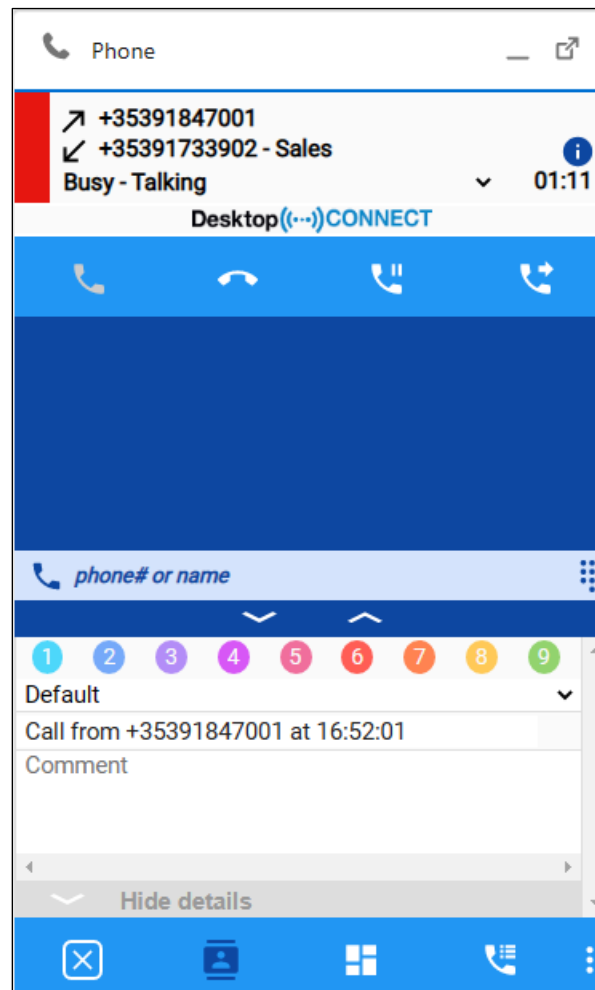 Phone
+35391847001
+35391733902 - Sales
i
Busy - Talking 01:11
Desktop((···))CONNECT
phone# or name
1 2 3 4 5 6 7 8 9
Default
Call from +35391847001 at 16:52:01
Comment
Hide details